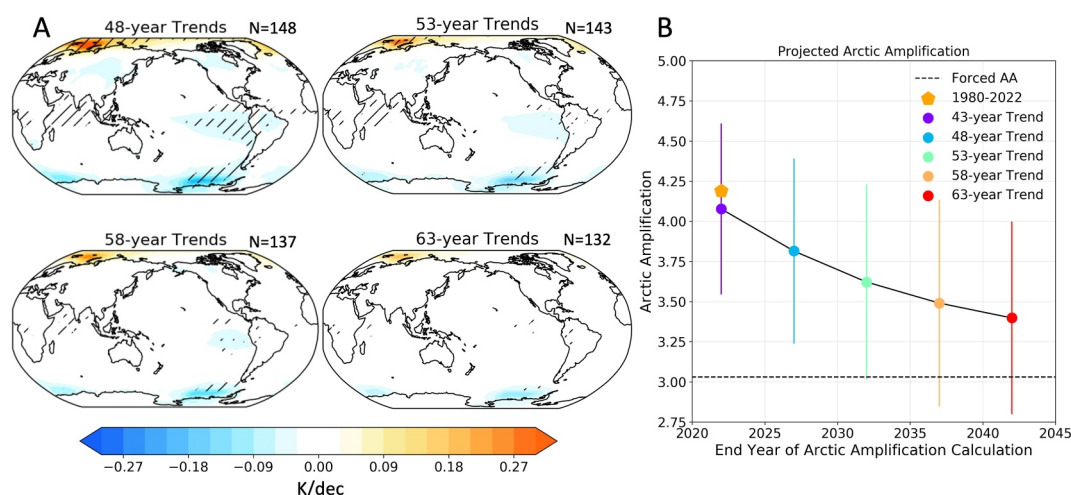 A
48-year Trends
N=148
53-year Trends
N=143
58-year Trends
N=137
63-year Trends
N=132
−0.27
−0.18
−0.09
0.00
0.09
0.18
0.27
K/dec
B
Projected Arctic Amplification
Arctic Amplification
5.00
4.75
4.50
4.25
4.00
3.75
3.50
3.25
3.00
2.75
Forced AA
1980-2022
43-year Trend
48-year Trend
53-year Trend
58-year Trend
63-year Trend
2020
2025
2030
2035
2040
2045
End Year of Arctic Amplification Calculation